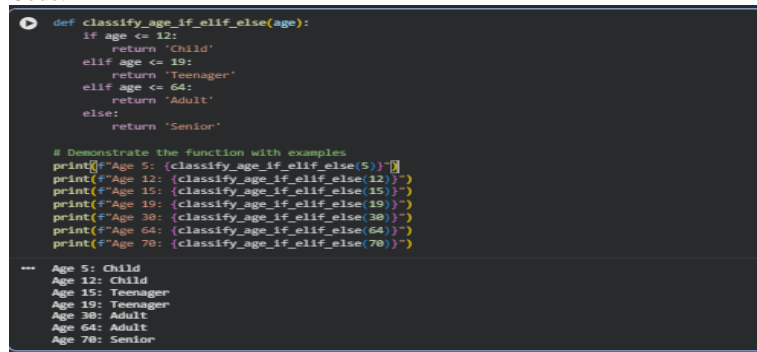 def classify_age_if_elif_else(age):
    if age <= 12:
        return 'Child'
    elif age <= 19:
        return 'Teenager'
    elif age <= 64:
        return 'Adult'
    else:
        return 'Senior'
# Demonstrate the function with examples
print(f"Age 5: {classify_age_if_elif_else(5)}")
print(f"Age 12: {classify_age_if_elif_else(12)}")
print(f"Age 15: {classify_age_if_elif_else(15)}")
print(f"Age 19: {classify_age_if_elif_else(19)}")
print(f"Age 30: {classify_age_if_elif_else(30)}")
print(f"Age 64: {classify_age_if_elif_else(64)}")
print(f"Age 70: {classify_age_if_elif_else(70)}")
Age 5: Child
Age 12: Child
Age 15: Teenager
Age 19: Teenager
Age 30: Adult
Age 64: Adult
Age 70: Senior